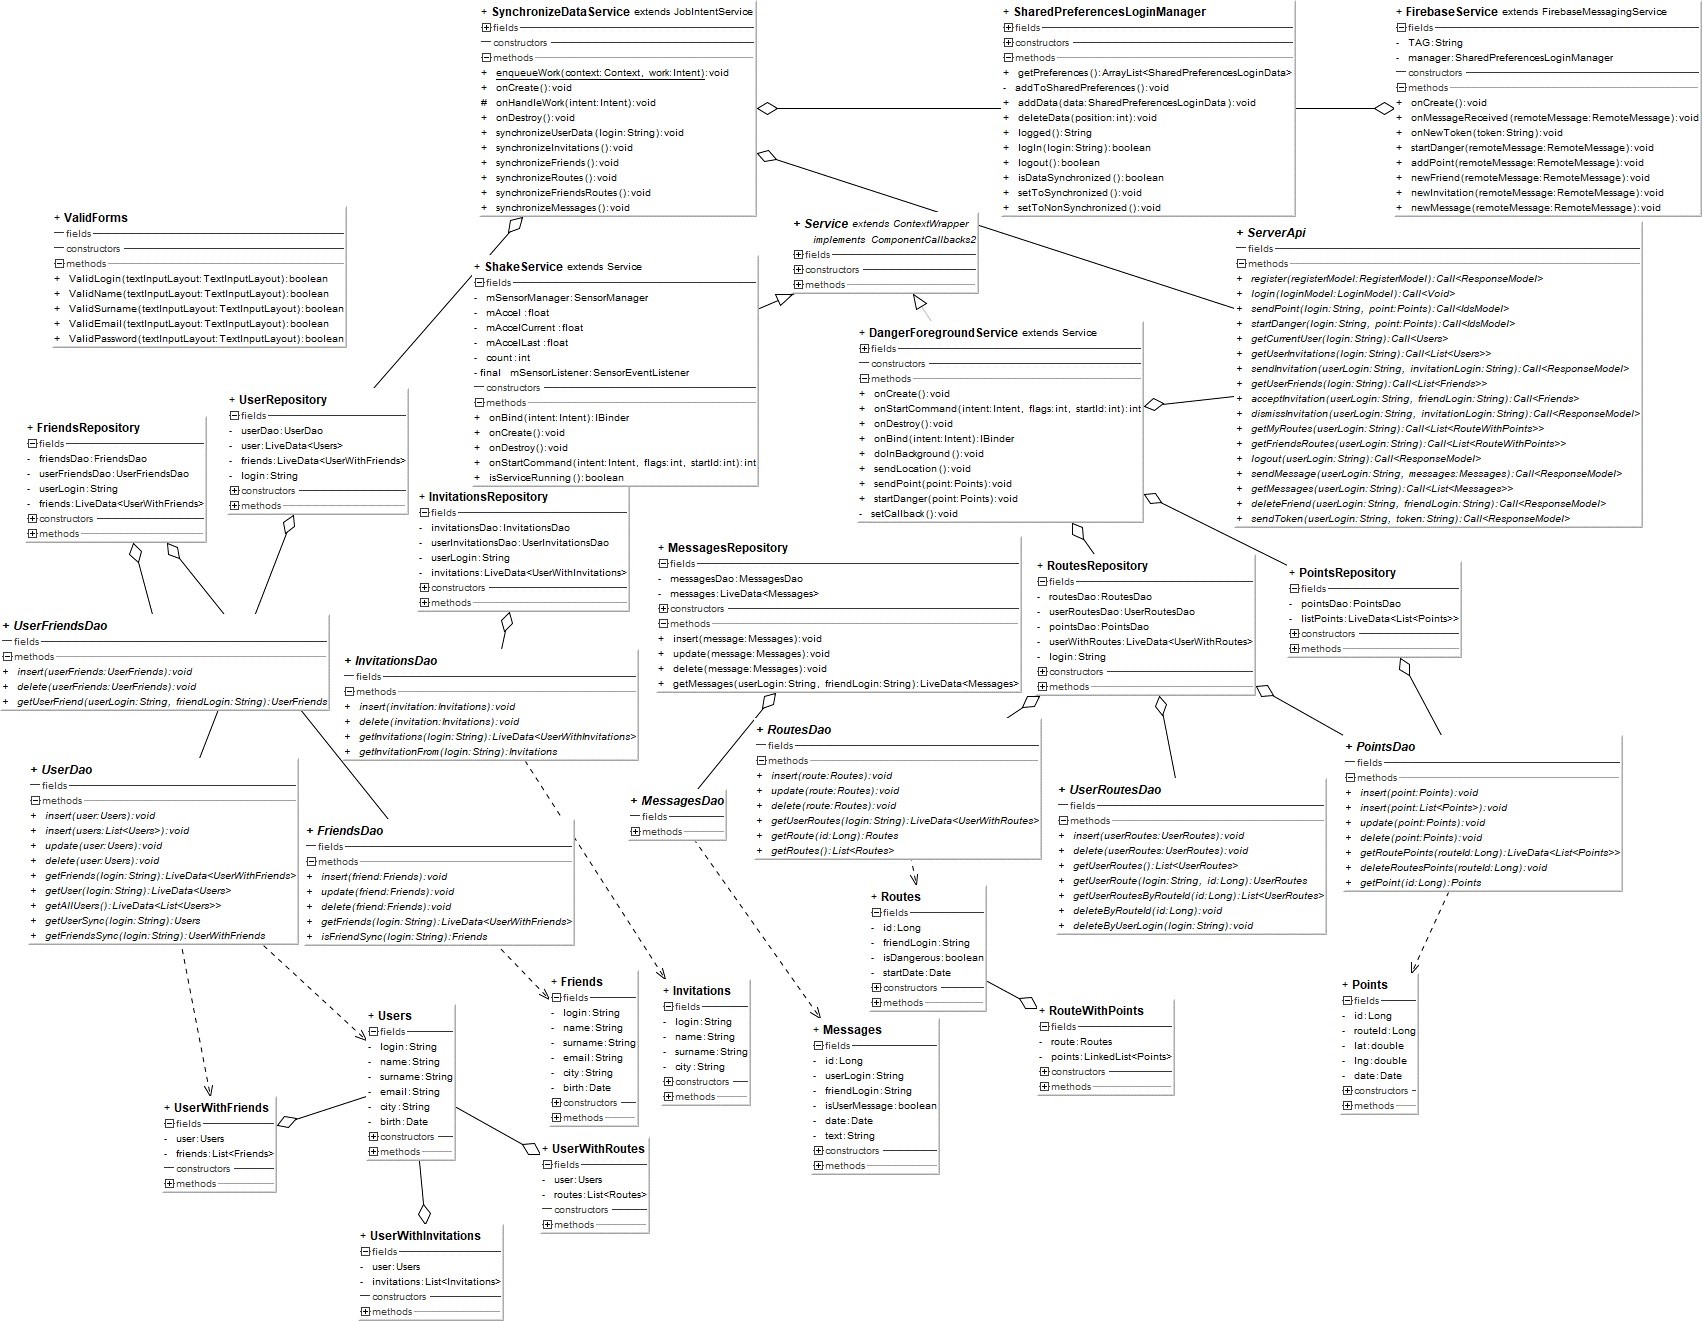 + SynchronizeDataService extends JobIntentService
fields
constructors
methods
+ enqueueWork(context:Context, work:Intent):void
+ onCreate():void
# onHandleWork(intent:Intent):void
+ onDestroy():void
+ synchronizeUserData(login:String):void
+ synchronizeInvitations():void
+ synchronizeFriends():void
+ synchronizeRoutes():void
+ synchronizeFriendsRoutes():void
+ synchronizeMessages():void
+ SharedPreferencesLoginManager
fields
constructors
methods
+ getPreferences():ArrayList<SharedPreferencesLoginData>
- addToSharedPreferences():void
+ addData(data:SharedPreferencesLoginData):void
+ deleteData(position:int):void
+ logged():String
+ logIn(login:String):boolean
+ logout():boolean
+ isDataSynchronized():boolean
+ setToSynchronized():void
+ setToNonSynchronized():void
+ FirebaseService extends FirebaseMessagingService
fields
- TAG:String
- manager:SharedPreferencesLoginManager
constructors
methods
+ onCreate():void
+ onMessageReceived(remoteMessage:RemoteMessage):void
+ onNewToken(token:String):void
+ startDanger(remoteMessage:RemoteMessage):void
+ addPoint(remoteMessage:RemoteMessage):void
+ newFriend(remoteMessage:RemoteMessage):void
+ newInvitation(remoteMessage:RemoteMessage):void
+ newMessage(remoteMessage:RemoteMessage):void
+ ValidForms
fields
constructors
methods
+ ValidLogin(textInputLayout:TextInputLayout):boolean
+ ValidName(textInputLayout:TextInputLayout):boolean
+ ValidSurname(textInputLayout:TextInputLayout):boolean
+ ValidEmail(textInputLayout:TextInputLayout):boolean
+ ValidPassword(textInputLayout:TextInputLayout):boolean
+ Service extends ContextWrapper
implements ComponentCallbacks2
fields
constructors
methods
+ ServerApi
fields
methods
+ register(registerModel:RegisterModel):Call<ResponseModel>
+ login(loginModel:LoginModel):Call<Void>
+ sendPoint(login:String, point:Points):Call<IdsModel>
+ startDanger(login:String, point:Points):Call<IdsModel>
+ getCurrentUser(login:String):Call<Users>
+ getUserInvitations(login:String):Call<List<Users>>
+ sendInvitation(userLogin:String, invitationLogin:String):Call<ResponseModel>
+ getUserFriends(login:String):Call<List<Friends>>
+ acceptInvitation(userLogin:String, friendLogin:String):Call<Friends>
+ dismissInvitation(userLogin:String, invitationLogin:String):Call<ResponseModel>
+ getMyRoutes(userLogin:String):Call<List<RouteWithPoints>>
+ getFriendsRoutes(userLogin:String):Call<List<RouteWithPoints>>
+ logout(userLogin:String):Call<ResponseModel>
+ sendMessage(userLogin:String, messages:Messages):Call<ResponseModel>
+ getMessages(userLogin:String):Call<List<Messages>>
+ deleteFriend(userLogin:String, friendLogin:String):Call<ResponseModel>
+ sendToken(userLogin:String, token:String):Call<ResponseModel>
+ ShakeService extends Service
fields
- mSensorManager:SensorManager
- mAccel:float
- mAccelCurrent:float
- mAccelLast:float
- count:int
- final mSensorListener:SensorEventListener
constructors
methods
+ onBind(intent:Intent):IBinder
+ onCreate():void
+ onDestroy():void
+ onStartCommand(intent:Intent, flags:int, startId:int):int
+ isServiceRunning():boolean
+ DangerForegroundService extends Service
fields
constructors
methods
+ onCreate():void
+ onStartCommand(intent:Intent, flags:int, startId:int):int
+ onDestroy():void
+ onBind(intent:Intent):IBinder
+ doInBackground():void
+ sendLocation():void
+ sendPoint(point:Points):void
+ startDanger(point:Points):void
- setCallback():void
+ UserRepository
fields
- userDao:UserDao
- user:LiveData<Users>
- friends:LiveData<UserWithFriends>
- login:String
constructors
methods
+ FriendsRepository
fields
- friendsDao:FriendsDao
- userFriendsDao:UserFriendsDao
- userLogin:String
- friends:LiveData<UserWithFriends>
constructors
methods
+ InvitationsRepository
fields
- invitationsDao:InvitationsDao
- userInvitationsDao:UserInvitationsDao
- userLogin:String
- invitations:LiveData<UserWithInvitations>
constructors
methods
+ MessagesRepository
fields
- messagesDao:MessagesDao
- messages:LiveData<Messages>
constructors
methods
+ insert(message:Messages):void
+ update(message:Messages):void
+ delete(message:Messages):void
+ getMessages(userLogin:String, friendLogin:String):LiveData<Messages>
+ RoutesRepository
fields
- routesDao:RoutesDao
- userRoutesDao:UserRoutesDao
- pointsDao:PointsDao
- userWithRoutes:LiveData<UserWithRoutes>
- login:String
constructors
methods
+ PointsRepository
fields
- pointsDao:PointsDao
- listPoints:LiveData<List<Points>>
constructors
methods
+ UserFriendsDao
fields
methods
+ insert(userFriends:UserFriends):void
+ delete(userFriends:UserFriends):void
+ getUserFriend(userLogin:String, friendLogin:String):UserFriends
+ InvitationsDao
fields
methods
+ insert(invitation:Invitations):void
+ delete(invitation:Invitations):void
+ getInvitations(login:String):LiveData<UserWithInvitations>
+ getInvitationFrom(login:String):Invitations
+ RoutesDao
fields
methods
+ insert(route:Routes):void
+ update(route:Routes):void
+ delete(route:Routes):void
+ getUserRoutes(login:String):LiveData<UserWithRoutes>
+ getRoute(id:Long):Routes
+ getRoutes():List<Routes>
+ PointsDao
fields
methods
+ insert(point:Points):void
+ insert(point:List<Points>):void
+ update(point:Points):void
+ delete(point:Points):void
+ getRoutePoints(routeId:Long):LiveData<List<Points>>
+ deleteRoutesPoints(routeId:Long):void
+ getPoint(id:Long):Points
+ UserDao
fields
methods
+ insert(user:Users):void
+ insert(users:List<Users>):void
+ update(user:Users):void
+ delete(user:Users):void
+ getFriends(login:String):LiveData<UserWithFriends>
+ getUser(login:String):LiveData<Users>
+ getAllUsers():LiveData<List<Users>>
+ getUserSync(login:String):Users
+ getFriendsSync(login:String):UserWithFriends
+ UserRoutesDao
fields
methods
+ insert(userRoutes:UserRoutes):void
+ delete(userRoutes:UserRoutes):void
+ getUserRoutes():List<UserRoutes>
+ getUserRoute(login:String, id:Long):UserRoutes
+ getUserRoutesByRouteId(id:Long):List<UserRoutes>
+ deleteByRouteId(id:Long):void
+ deleteByUserLogin(login:String):void
+ MessagesDao
fields
methods
+ FriendsDao
fields
methods
+ insert(friend:Friends):void
+ update(friend:Friends):void
+ delete(friend:Friends):void
+ getFriends(login:String):LiveData<UserWithFriends>
+ isFriendSync(login:String):Friends
+ Routes
fields
- id:Long
- friendLogin:String
- isDangerous:boolean
- startDate:Date
constructors
methods
+ Friends
fields
- login:String
- name:String
- surname:String
- email:String
- city:String
- birth:Date
constructors
methods
+ Invitations
fields
- login:String
- name:String
- surname:String
- city:String
constructors
methods
+ Points
fields
- id:Long
- routeId:Long
- lat:double
- lng:double
- date:Date
constructors
methods
+ RouteWithPoints
fields
- route:Routes
- points:LinkedList<Points>
constructors
methods
+ Users
fields
- login:String
- name:String
- surname:String
- email:String
- city:String
- birth:Date
constructors
methods
+ Messages
fields
- id:Long
- userLogin:String
- friendLogin:String
- isUserMessage:boolean
- date:Date
- text:String
constructors
methods
+ UserWithFriends
fields
- user:Users
- friends:List<Friends>
constructors
methods
+ UserWithRoutes
fields
- user:Users
- routes:List<Routes>
constructors
methods
+ UserWithInvitations
fields
- user:Users
- invitations:List<Invitations>
constructors
methods